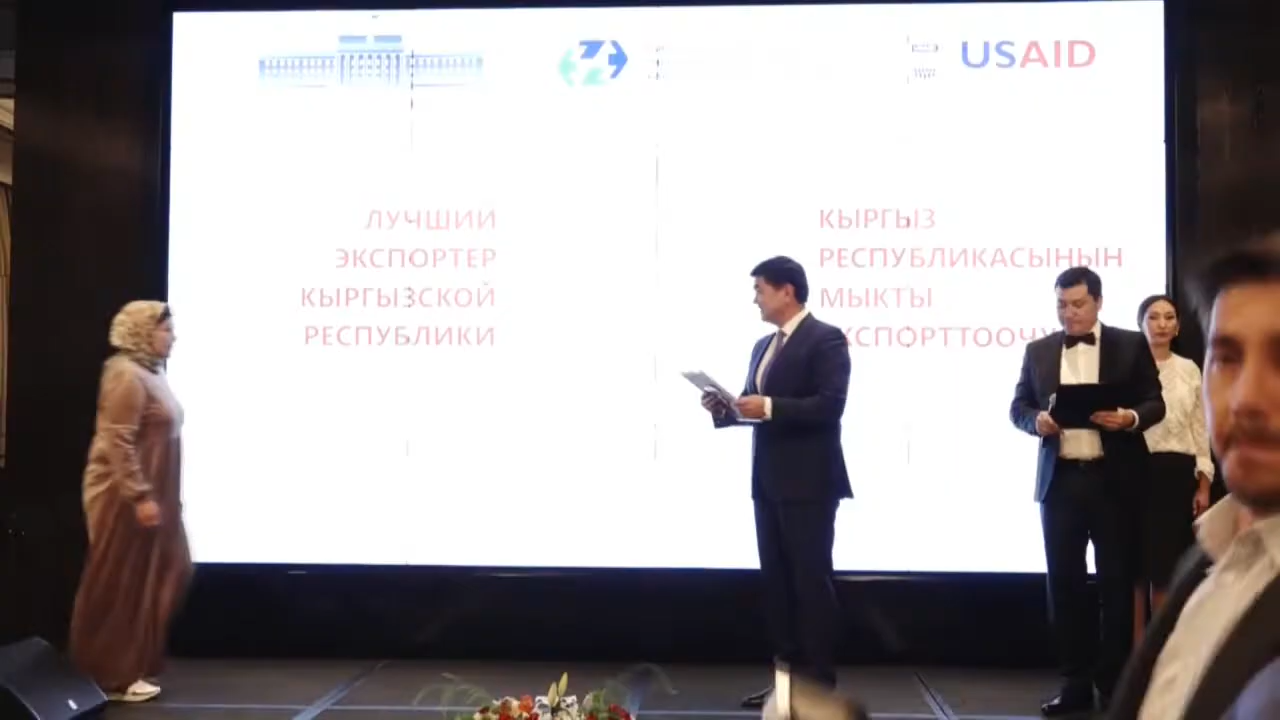 USAID
ЛУЧШИЙ
ЭКСПОРТЕР
КЫРГЫЗСКОЙ
РЕСПУБЛИКИ
КЫРГЫЗ
РЕСПУБЛИКАСЫНЫН
МЫКТЫ